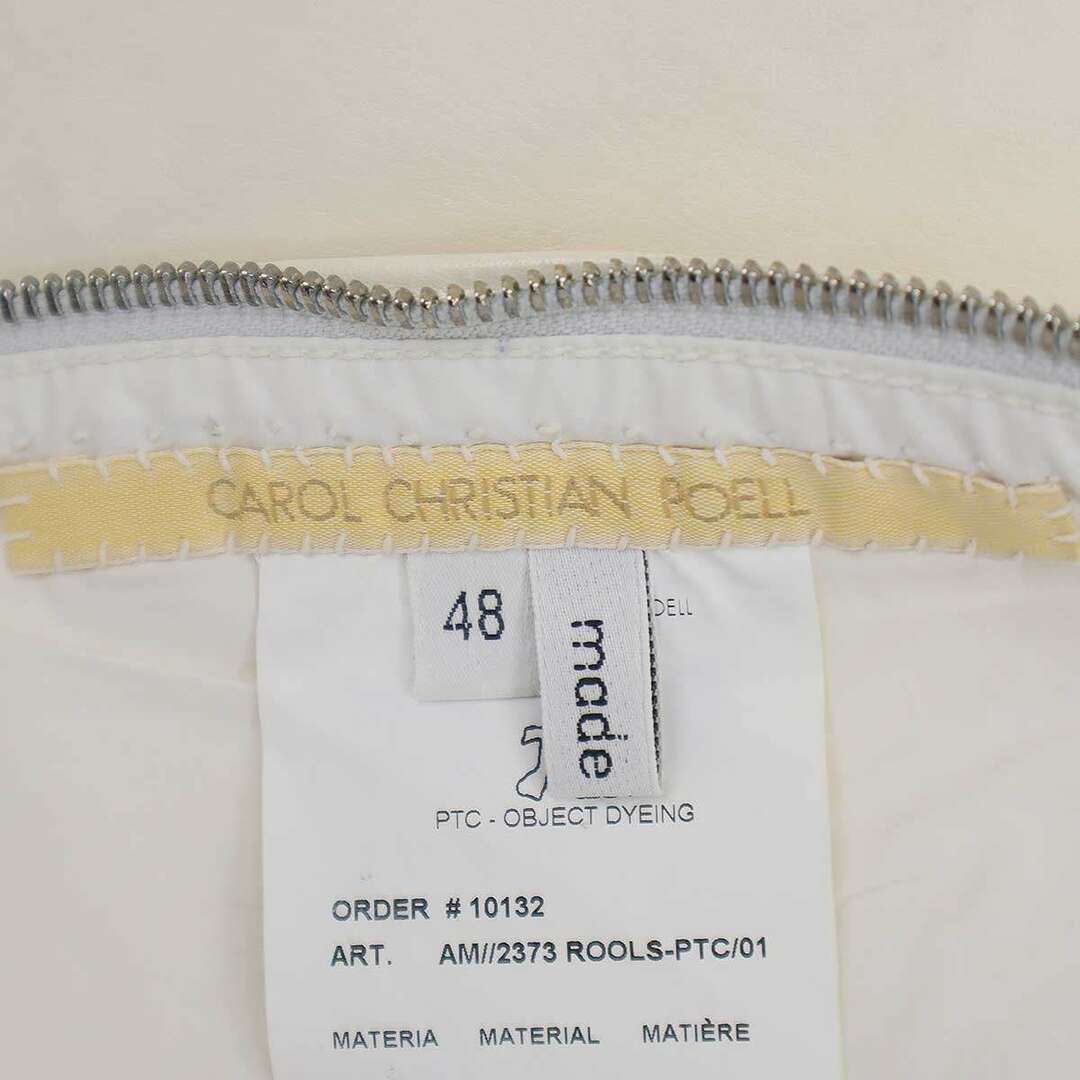 CAROL CHRISTIAN POELL
48
made
DELL
PTC - OBJECT DYEING
ORDER # 10132
ART. AM//2373 ROOLS-PTC/01
MATERIA MATERIAL MATIÈRE